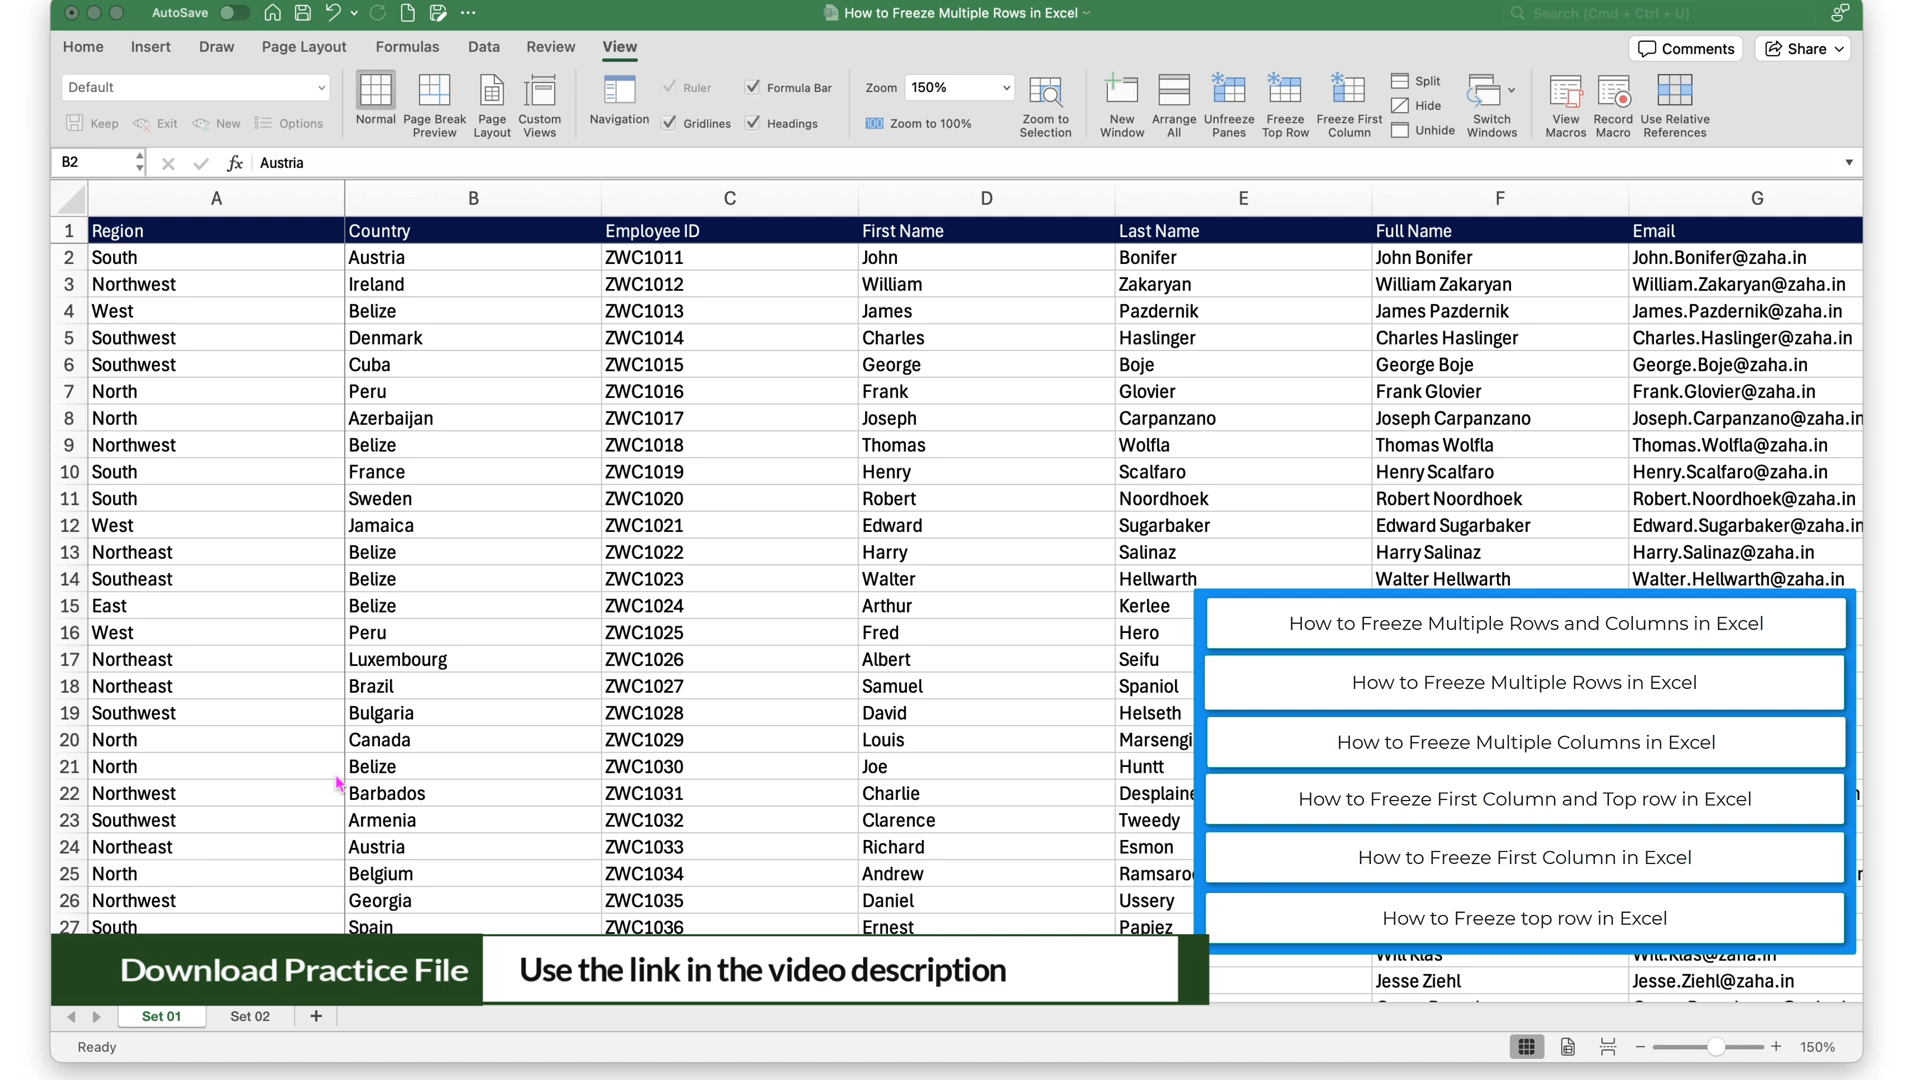 AutoSave
How to Freeze Multiple Rows in Excel
Search (Cmd + Ctrl + U)
Home Insert Draw Page Layout Formulas Data Review View
Comments Share
Default
Keep Exit New Options
Normal
Page Break Preview
Page Layout
Custom Views
Navigation
Ruler
Gridlines
Formula Bar
Headings
Zoom 150%
100 Zoom to 100%
Zoom to Selection
New Window
Arrange All
Unfreeze Panes
Freeze Top Row
Freeze First Column
Split
Hide
Unhide
Switch Windows
View Macros
Record Macro
Use Relative References
B2 fx Austria
A B C D E F G
1 Region Country Employee ID First Name Last Name Full Name Email
2 South Austria ZWC1011 John Bonifer John Bonifer John.Bonifer@zaha.in
3 Northwest Ireland ZWC1012 William Zakaryan William Zakaryan William.Zakaryan@zaha.in
4 West Belize ZWC1013 James Pazdernik James Pazdernik James.Pazdernik@zaha.in
5 Southwest Denmark ZWC1014 Charles Haslinger Charles Haslinger Charles.Haslinger@zaha.in
6 Southwest Cuba ZWC1015 George Boje George Boje George.Boje@zaha.in
7 North Peru ZWC1016 Frank Glovier Frank Glovier Frank.Glovier@zaha.in
8 North Azerbaijan ZWC1017 Joseph Carpanzano Joseph Carpanzano Joseph.Carpanzano@zaha.in
9 Northwest Belize ZWC1018 Thomas Wolfla Thomas Wolfla Thomas.Wolfla@zaha.in
10 South France ZWC1019 Henry Scalfaro Henry Scalfaro Henry.Scalfaro@zaha.in
11 South Sweden ZWC1020 Robert Noordhoek Robert Noordhoek Robert.Noordhoek@zaha.in
12 West Jamaica ZWC1021 Edward Sugarbaker Edward Sugarbaker Edward.Sugarbaker@zaha.in
13 Northeast Belize ZWC1022 Harry Salinaz Harry Salinaz Harry.Salinaz@zaha.in
14 Southeast Belize ZWC1023 Walter Hellwarth Walter Hellwarth Walter.Hellwarth@zaha.in
15 East Belize ZWC1024 Arthur Kerlee
16 West Peru ZWC1025 Fred Hero
17 Northeast Luxembourg ZWC1026 Albert Seifu
18 Northeast Brazil ZWC1027 Samuel Spaniol
19 Southwest Bulgaria ZWC1028 David Helseth
20 North Canada ZWC1029 Louis Marsengi
21 North Belize ZWC1030 Joe Huntt
22 Northwest Barbados ZWC1031 Charlie Desplaine
23 Southwest Armenia ZWC1032 Clarence Tweedy
24 Northeast Austria ZWC1033 Richard Esmon
25 North Belgium ZWC1034 Andrew Ramsaroo
26 Northwest Georgia ZWC1035 Daniel Ussery
27 South Spain ZWC1036 Ernest Papiez
Will Klas Will.Klas@zaha.in
Jesse Ziehl Jesse.Ziehl@zaha.in
How to Freeze Multiple Rows and Columns in Excel
How to Freeze Multiple Rows in Excel
How to Freeze Multiple Columns in Excel
How to Freeze First Column and Top row in Excel
How to Freeze First Column in Excel
How to Freeze top row in Excel
Download Practice File Use the link in the video description
Set 01 Set 02
Ready
150%